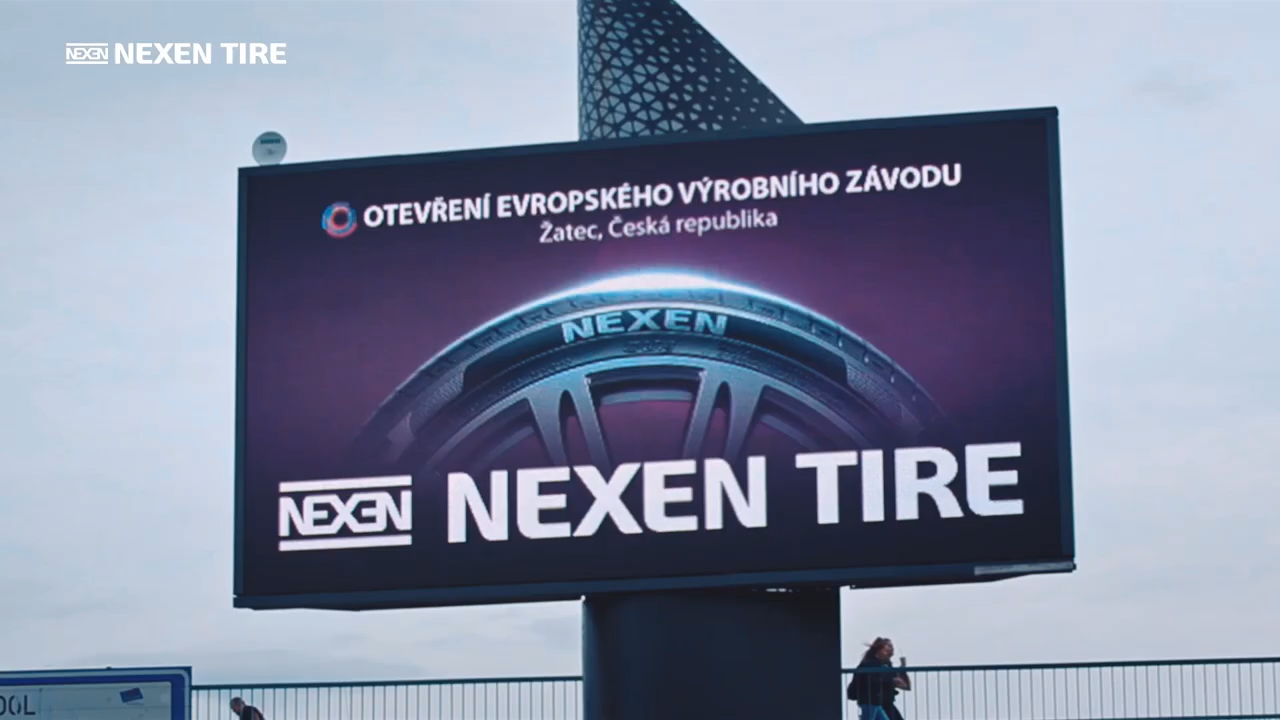 NEXEN NEXEN TIRE
OTEVŘENÍ EVROPSKÉHO VÝROBNÍHO ZÁVODU
Žatec, Česká republika
NEXEN
NEXEN NEXEN TIRE